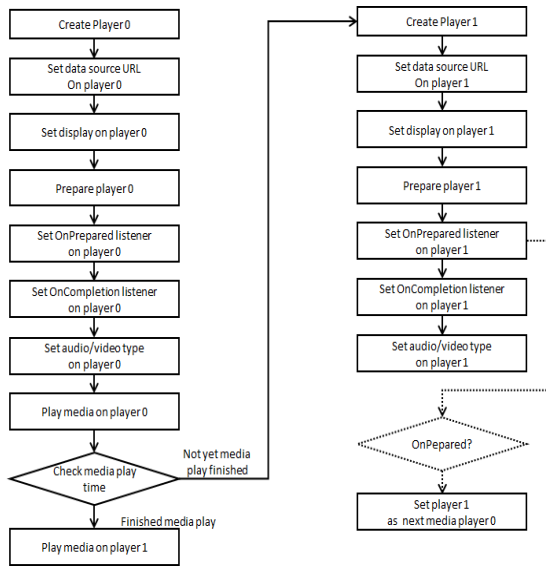 Create Player 0
Set data source URL
On player 0
Set display on player 0
Prepare player 0
Set OnPrepared listener
on player 0
Set OnCompletion listener
on player 0
Set audio/video type
on player 0
Play media on player 0
Check media play
time
Not yet media
play finished
Finished media play
Play media on player 1
Create Player 1
Set data source URL
On player 1
Set display on player 1
Prepare player 1
Set OnPrepared listener
on player 1
Set OnCompletion listener
on player 1
Set audio/video type
on player 1
OnPepared?
Set player 1
as next media player 0